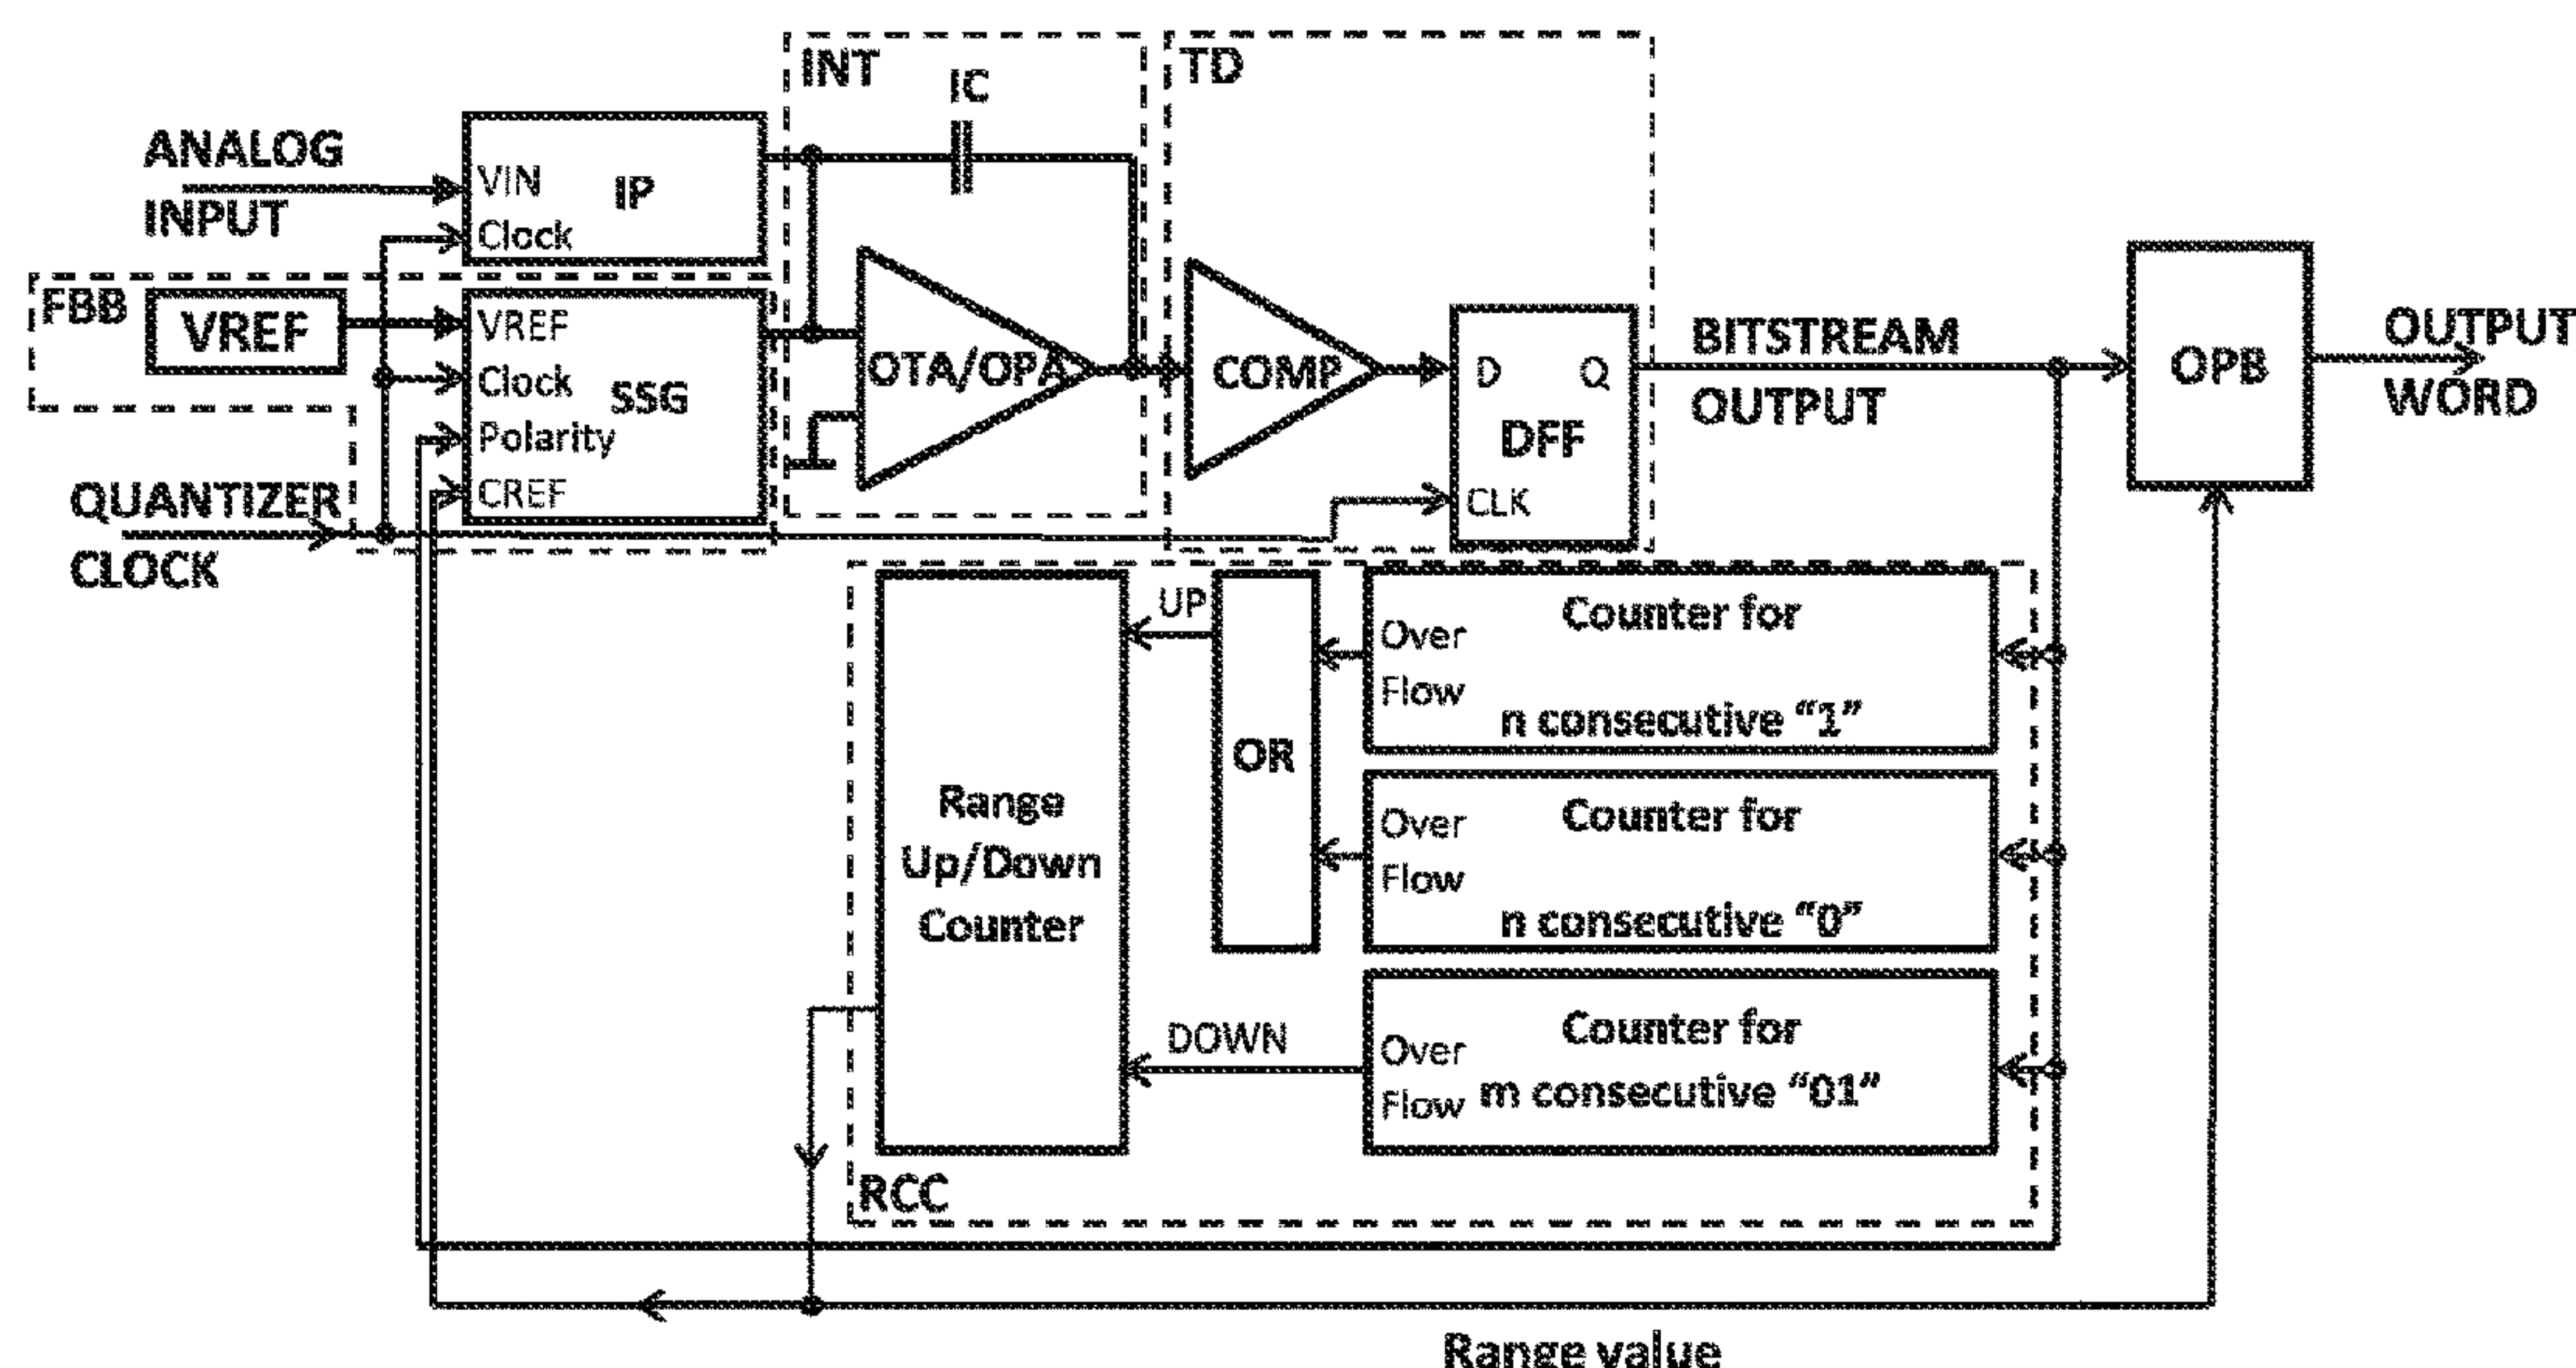 INT
TD
IC
ANALOG
INPUT
VIN
IP
Clock
FBB
VREF
VREF
Clock
SSG
Polarity
CREF
QUANTIZER
CLOCK
OTA/OPA
COMP
D
Q
DFF
CLK
BITSTREAM
OUTPUT
OPB
OUTPUT
WORD
UP
OR
Over
Flow
Counter for
n consecutive “1”
Over
Flow
Counter for
n consecutive “0”
Range
Up/Down
Counter
DOWN
Over
Flow
Counter for
m consecutive “01”
RCC
Range value